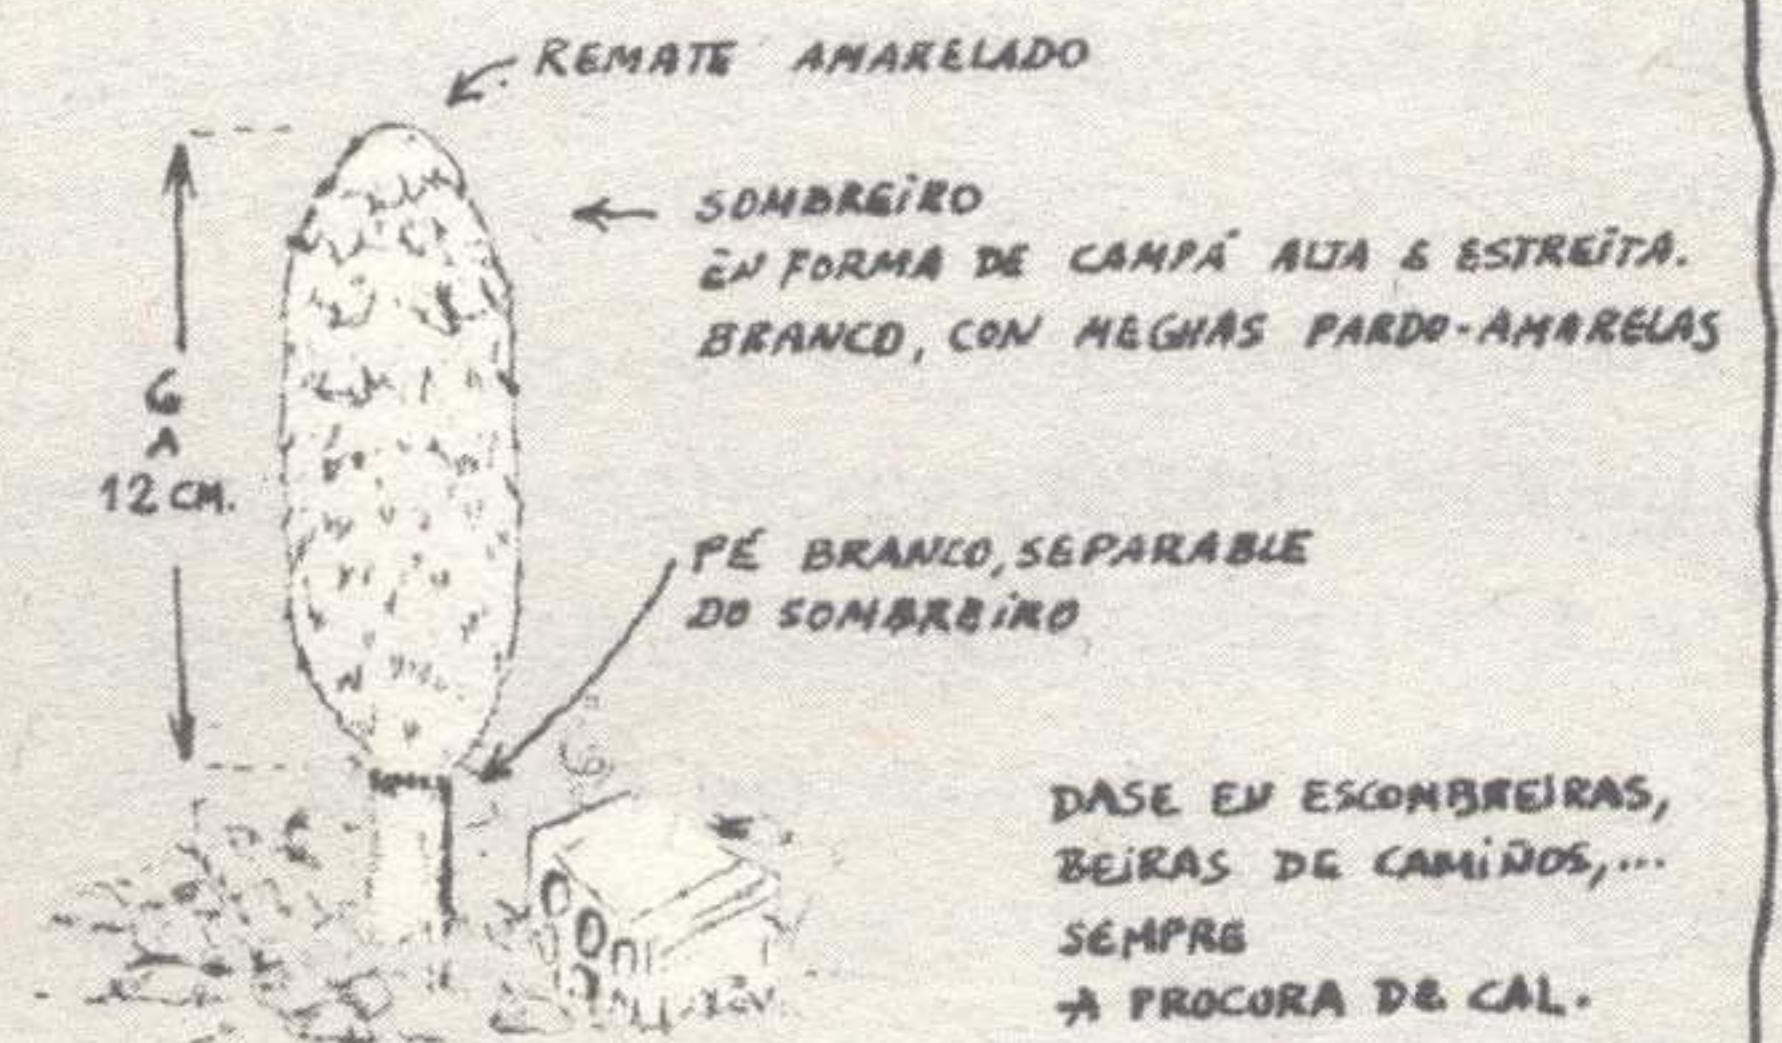 REMATE AMARELADO
SOMBREIRO
EN FORMA DE CAMPÁ ALTA E ESTREITA.
BRANCO, CON MEGHAS PARDO-AMARELAS
6
A
12 CM.
PÉ BRANCO, SEPARABLE
DO SOMBREIRO
DASE EN ESCOMBREIRAS,
BEIRAS DE CAMIÑOS,...
SEMPRE
A PROCURA DE CAL.